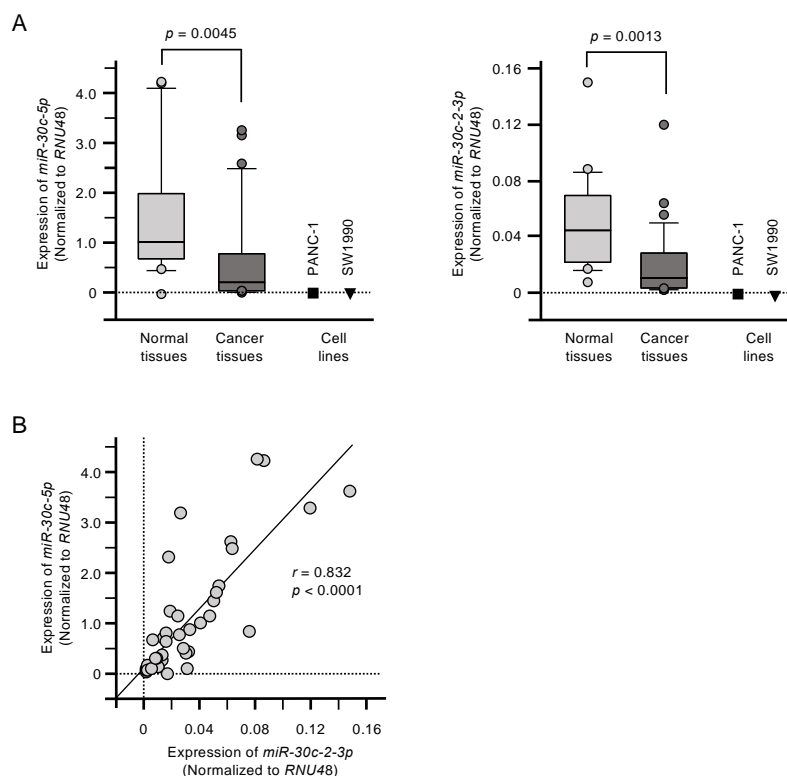 A
p = 0.0045
Expression of miR-30c-5p
(Normalized to RNU48)
4.0
3.0
2.0
1.0
0
PANC-1
SW1990
Normal
tissues
Cancer
tissues
Cell
lines
p = 0.0013
Expression of miR-30c-2-3p
(Normalized to RNU48)
0.16
0.12
0.08
0.04
0
PANC-1
SW1990
Normal
tissues
Cancer
tissues
Cell
lines
B
Expression of miR-30c-5p
(Normalized to RNU48)
4.0
3.0
2.0
1.0
0
r = 0.832
p < 0.0001
0 0.04 0.08 0.12 0.16
Expression of miR-30c-2-3p
(Normalized to RNU48)